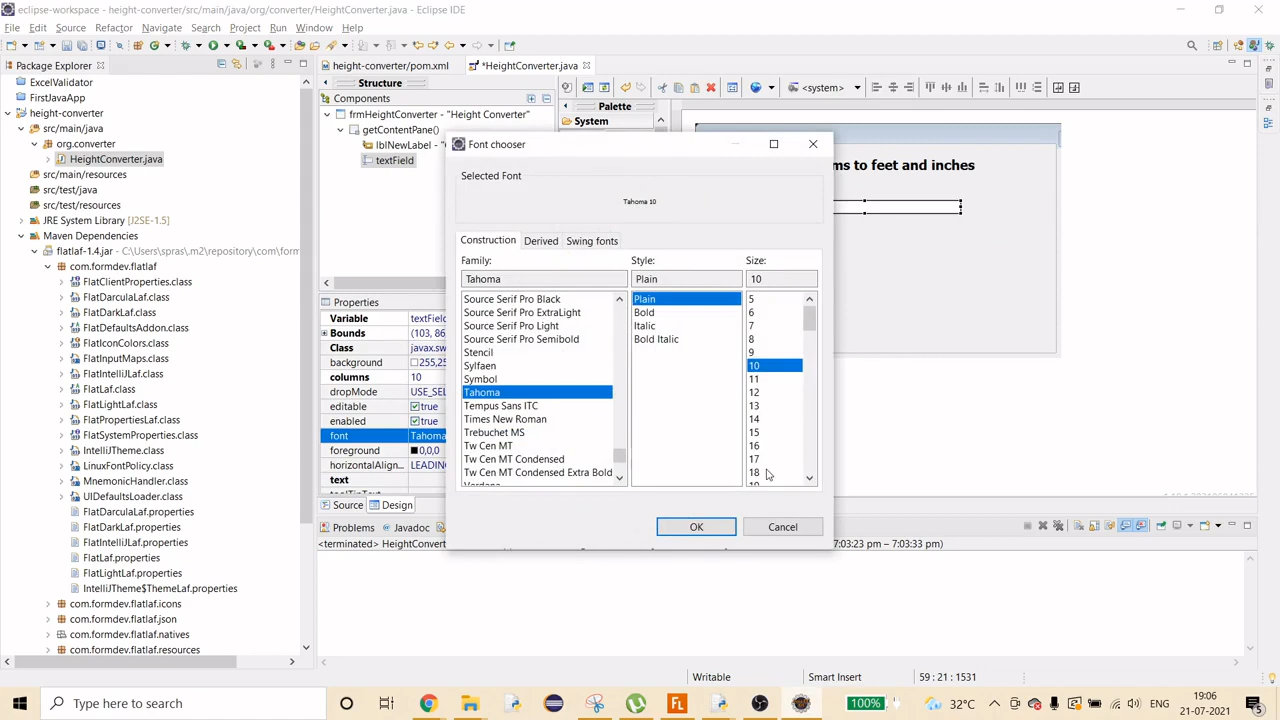 eclipse-workspace - height-converter/src/main/java/org/converter/HeightConverter.java - Eclipse IDE
File Edit Source Refactor Navigate Search Project Run Window Help
Package Explorer
ExcelValidator
FirstJavaApp
height-converter
src/main/java
org.converter
HeightConverter.java
src/main/resources
src/test/java
src/test/resources
JRE System Library [J2SE-1.5]
Maven Dependencies
flatlaf-1.4.jar - C:\Users\spras\.m2\repository\com\form
com.formdev.flatlaf
FlatClientProperties.class
FlatDarculaLaf.class
FlatDarkLaf.class
FlatDefaultsAddon.class
FlatIconColors.class
FlatInputMaps.class
FlatIntelliJLaf.class
FlatLaf.class
FlatLightLaf.class
FlatPropertiesLaf.class
FlatSystemProperties.class
IntelliJTheme.class
LinuxFontPolicy.class
MnemonicHandler.class
UIDefaultsLoader.class
FlatDarculaLaf.properties
FlatDarkLaf.properties
FlatIntelliJLaf.properties
FlatLaf.properties
FlatLightLaf.properties
IntelliJTheme$ThemeLaf.properties
com.formdev.flatlaf.icons
com.formdev.flatlaf.json
com.formdev.flatlaf.natives
com.formdev.flatlaf.resources
height-converter/pom.xml
*HeightConverter.java
Structure
Components
frmHeightConverter - "Height Converter"
getContentPane()
lblNewLabel - "
textField
Palette
System
<system>
ms to feet and inches
Properties
Variable textFiel
Bounds (103, 86
Class javax.sw
background 255,25
columns 10
dropMode USE_SEL
editable true
enabled true
font Tahoma
foreground 0,0,0
horizontalAlign... LEADIN
text
Source Design
Font chooser
Selected Font
Tahoma 10
Construction Derived Swing fonts
Family: Style: Size:
Tahoma Plain 10
Source Serif Pro Black
Source Serif Pro ExtraLight
Source Serif Pro Light
Source Serif Pro Semibold
Stencil
Sylfaen
Symbol
Tahoma
Tempus Sans ITC
Times New Roman
Trebuchet MS
Tw Cen MT
Tw Cen MT Condensed
Tw Cen MT Condensed Extra Bold
Verdana
Plain
Bold
Italic
Bold Italic
5
6
7
8
9
10
11
12
13
14
15
16
17
18
OK Cancel
Problems Javadoc
<terminated> HeightConvert 7:03:23 pm – 7:03:33 pm)
Writable Smart Insert 59 : 21 : 1531
Type here to search
100%
32°C
19:06
21-07-2021
ENG
5